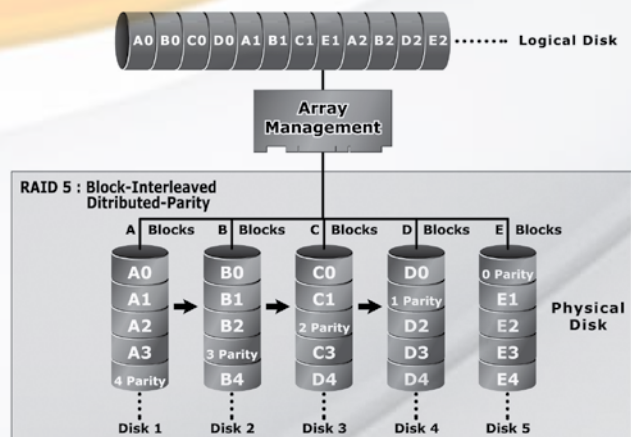 A0 B0 C0 D0 A1 B1 C1 E1 A2 B2 D2 E2 Logical Disk
Array
Management
RAID 5 : Block-Interleaved
Ditributed-Parity
A Blocks B Blocks C Blocks D Blocks E Blocks
A0 B0 C0 D0 0 Parity
A1 B1 C1 1 Parity E1
A2 B2 2 Parity D2 E2
Physical
Disk
A3 3 Parity C3 D3 E3
4 Parity B4 D4 D4 E4
Disk 1 Disk 2 Disk 3 Disk 4 Disk 5